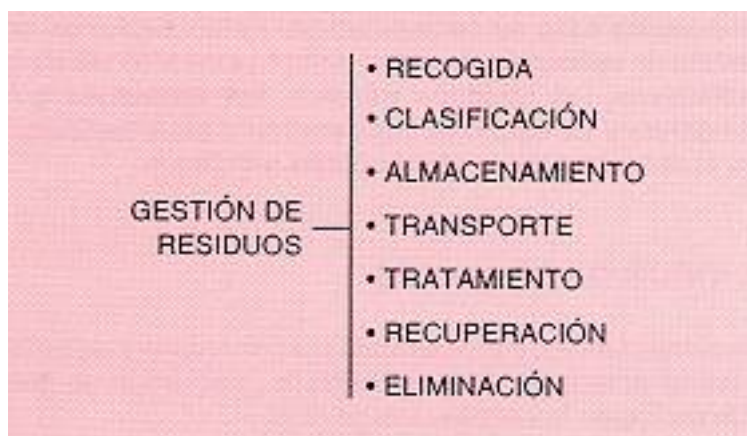 GESTIÓN DE
RESIDUOS
• RECOGIDA
• CLASIFICACIÓN
• ALMACENAMIENTO
• TRANSPORTE
• TRATAMIENTO
• RECUPERACIÓN
• ELIMINACIÓN